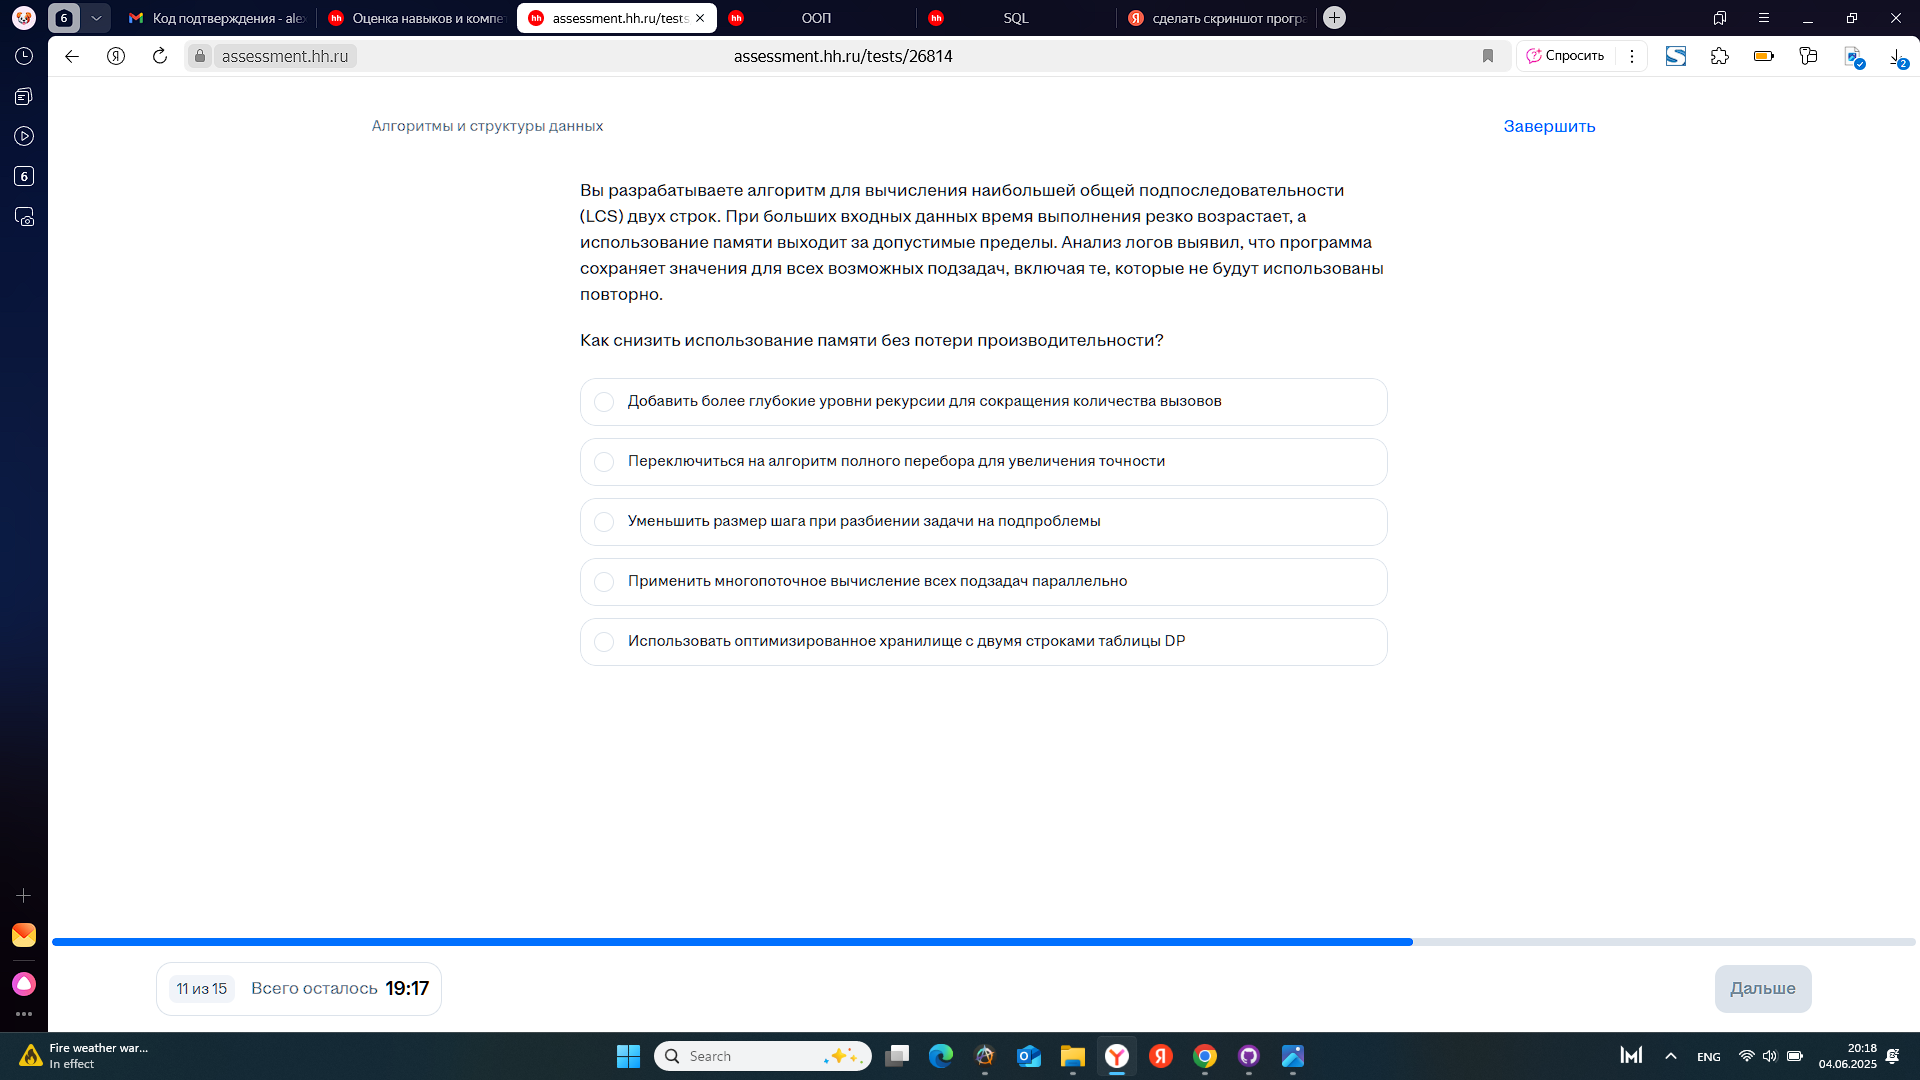 6
Код подтверждения - ale
Оценка навыков и компе
assessment.hh.ru/tests
ООП
SQL
сделать скриншот програ
assessment.hh.ru
assessment.hh.ru/tests/26814
Спросить
2
6
Алгоритмы и структуры данных
Завершить
Вы разрабатываете алгоритм для вычисления наибольшей общей подпоследовательности
(LCS) двух строк. При больших входных данных время выполнения резко возрастает, а
использование памяти выходит за допустимые пределы. Анализ логов выявил, что программа
сохраняет значения для всех возможных подзадач, включая те, которые не будут использованы
повторно.
Как снизить использование памяти без потери производительности?
Добавить более глубокие уровни рекурсии для сокращения количества вызовов
Переключиться на алгоритм полного перебора для увеличения точности
Уменьшить размер шага при разбиении задачи на подпроблемы
Применить многопоточное вычисление всех подзадач параллельно
Использовать оптимизированное хранилище с двумя строками таблицы DP
11 из 15
Всего осталось 19:17
Дальше
Fire weather war...
In effect
Search
ENG
20:18
04.06.2025